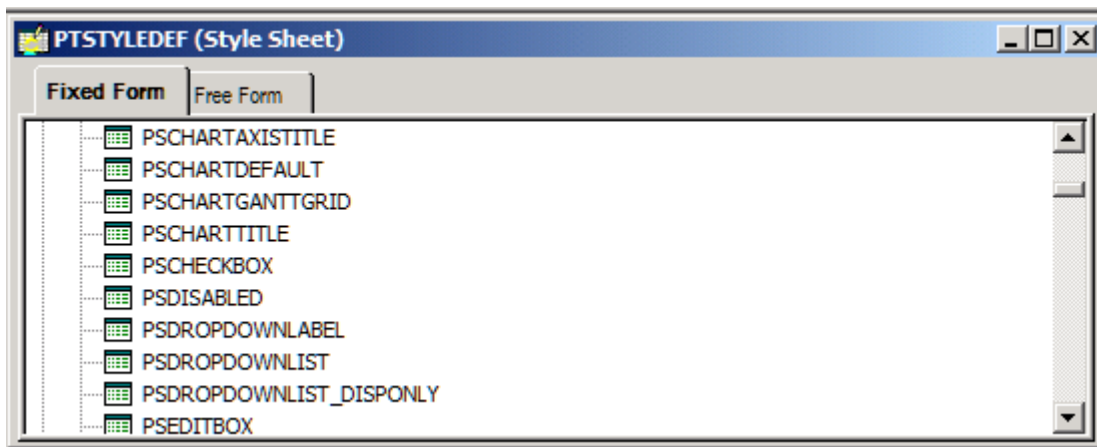 PTSTYLEDEF (Style Sheet)
Fixed Form Free Form
PSCHARTAXISTITLE
PSCHARTDEFAULT
PSCHARTGANTTGRID
PSCHARTTITLE
PSCHECKBOX
PSDISABLED
PSDROPDOWNLABEL
PSDROPDOWNLIST
PSDROPDOWNLIST_DISPONLY
PSEDITBOX